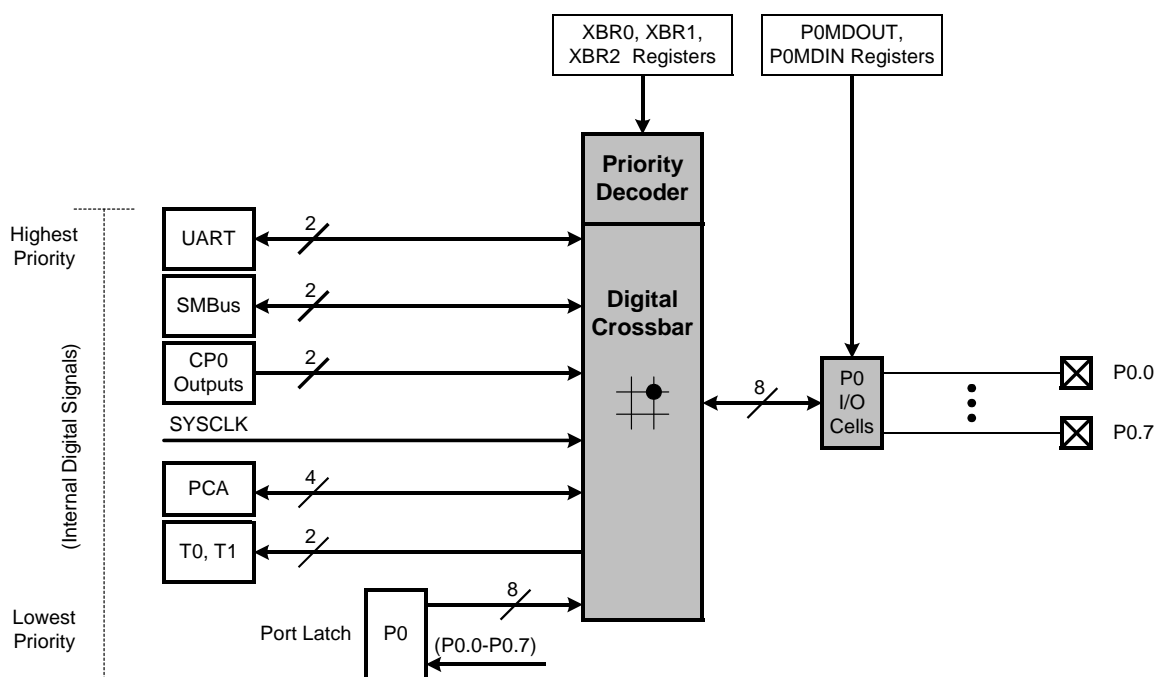 XBR0, XBR1,
XBR2 Registers
P0MDOUT,
P0MDIN Registers
Priority
Decoder
Highest
Priority
UART
2
SMBus
2
Digital
Crossbar
CP0
Outputs
2
(Internal Digital Signals)
SYSCLK
8
P0
I/O
Cells
P0.0
P0.7
PCA
4
T0, T1
2
Lowest
Priority
Port Latch
P0
8
(P0.0-P0.7)